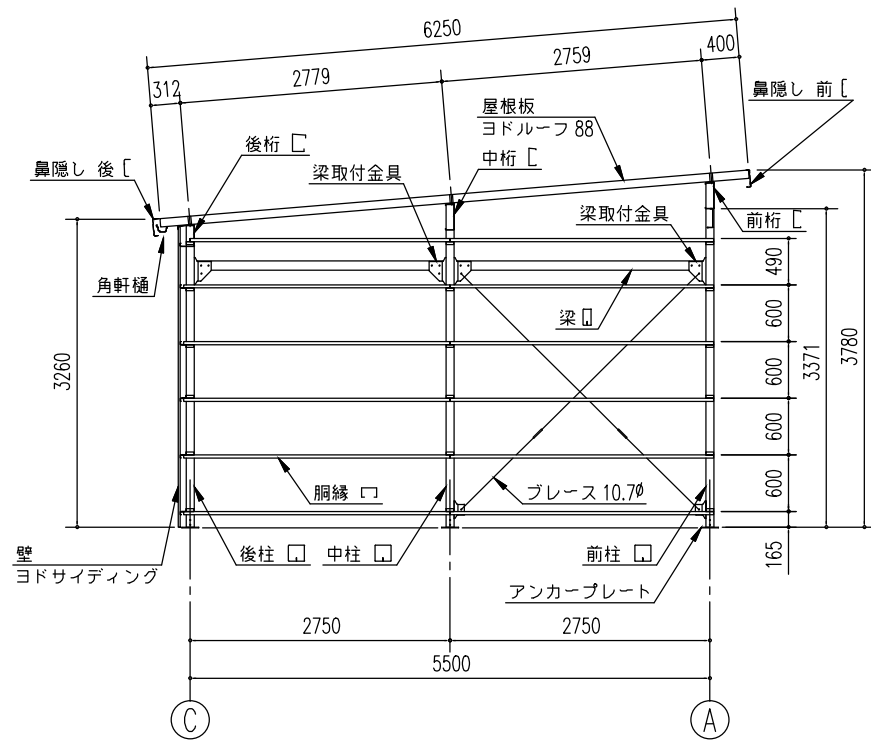 6250
312
2779
2759
400
鼻隠し 前
屋根板
ヨドルーフ 88
後桁
中桁
鼻隠し 後
梁取付金具
梁取付金具
前桁
角軒樋
梁
490
600
600
600
600
165
3260
3371
3780
胴縁
ブレース 10.7φ
壁
ヨドサイディング
後柱
中柱
前柱
アンカープレート
2750
2750
5500
C
A